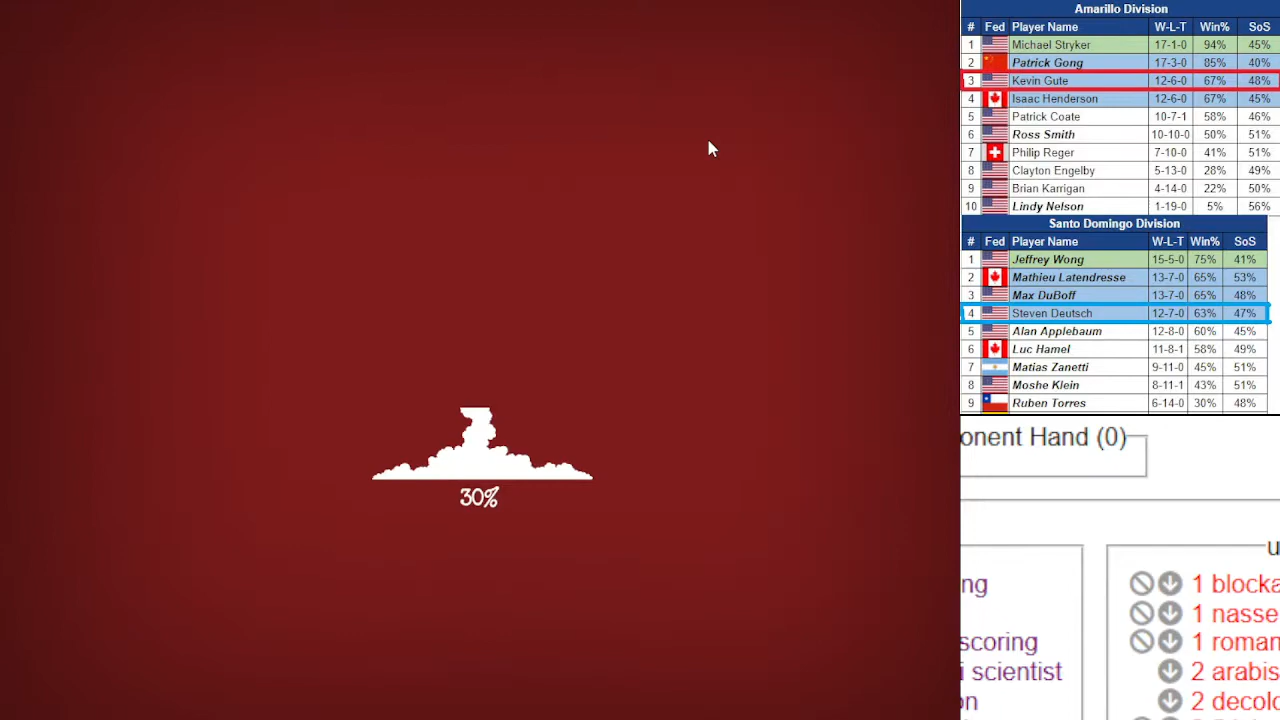 30%
Amarillo Division
# Fed Player Name W-L-T Win% SoS
1 Michael Stryker 17-1-0 94% 45%
2 Patrick Gong 17-3-0 85% 40%
3 Kevin Gute 12-6-0 67% 48%
4 Isaac Henderson 12-6-0 67% 45%
5 Patrick Coate 10-7-1 58% 46%
6 Ross Smith 10-10-0 50% 51%
7 Philip Reger 7-10-0 41% 51%
8 Clayton Engelby 5-13-0 28% 49%
9 Brian Karrigan 4-14-0 22% 50%
10 Lindy Nelson 1-19-0 5% 56%
Santo Domingo Division
# Fed Player Name W-L-T Win% SoS
1 Jeffrey Wong 15-5-0 75% 41%
2 Mathieu Latendresse 13-7-0 65% 53%
3 Max DuBoff 13-7-0 65% 48%
4 Steven Deutsch 12-7-0 63% 47%
5 Alan Applebaum 12-8-0 60% 45%
6 Luc Hamel 11-8-1 58% 49%
7 Matias Zanetti 9-11-0 45% 51%
8 Moshe Klein 8-11-1 43% 51%
9 Ruben Torres 6-14-0 30% 48%
onent Hand (0)
u
ng
scoring
i scientist
on
1 blocka
1 nasse
1 roman
2 arabis
2 decolo